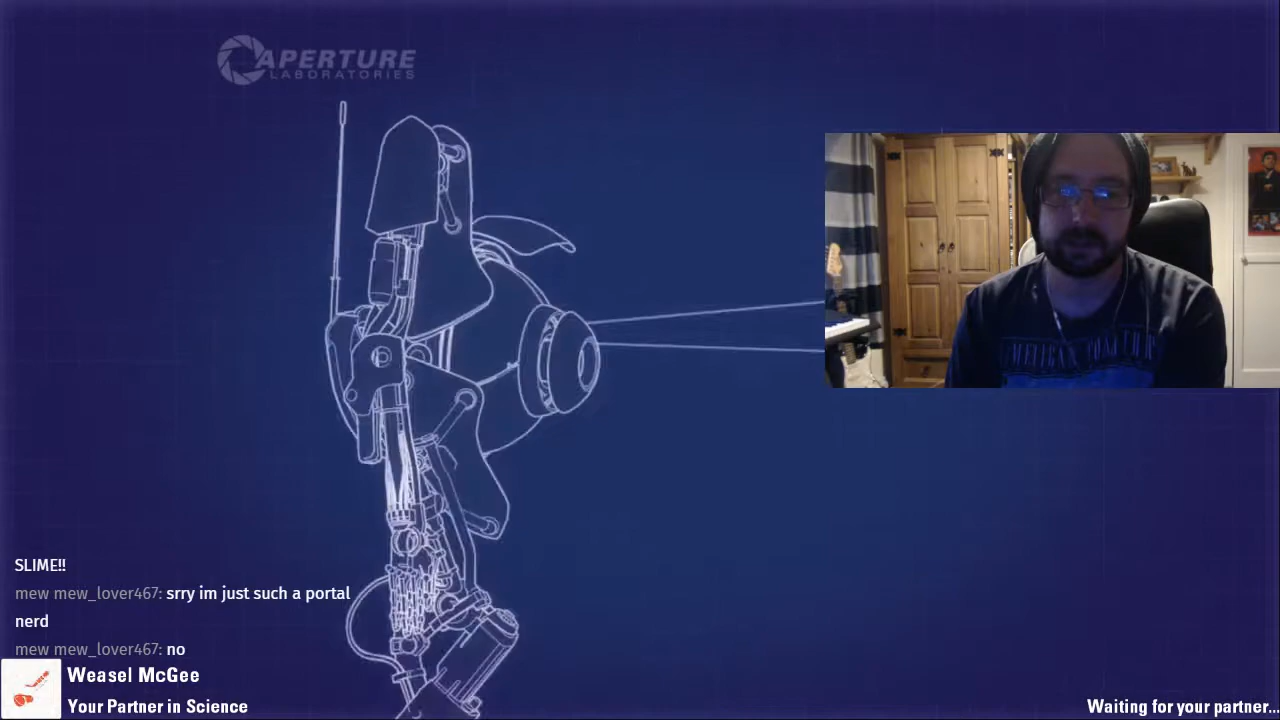 APERTURE
LABORATORIES
SLIME!!
mew mew_lover467: srry im just such a portal
nerd
mew mew_lover467: no
Weasel McGee
Your Partner in Science
Waiting for your partner...